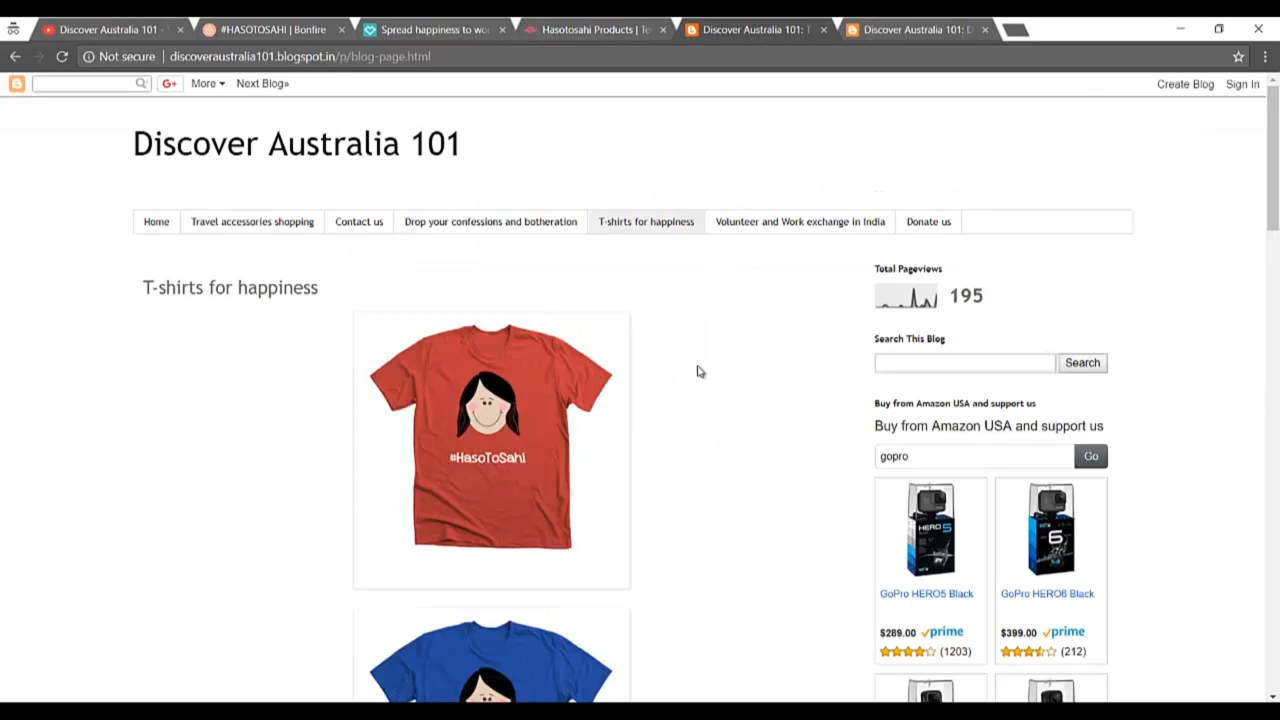 Discover Australia 101 -
#HASOTOSAHI | Bonfire
Spread happiness to wo
Hasotosahi Products | Te
Discover Australia 101: T
Discover Australia 101: D
Not secure | discoveraustralia101.blogspot.in/p/blog-page.html
G+ More Next Blog»
Create Blog Sign In
Discover Australia 101
Home Travel accessories shopping Contact us Drop your confessions and botheration T-shirts for happiness Volunteer and Work exchange in India Donate us
T-shirts for happiness
#HasoToSahi
Total Pageviews
195
Search This Blog
Search
Buy from Amazon USA and support us
Buy from Amazon USA and support us
gopro Go
HERO5
6
GoPro HERO5 Black
GoPro HERO6 Black
$289.00 prime
$399.00 prime
(1203)
(212)